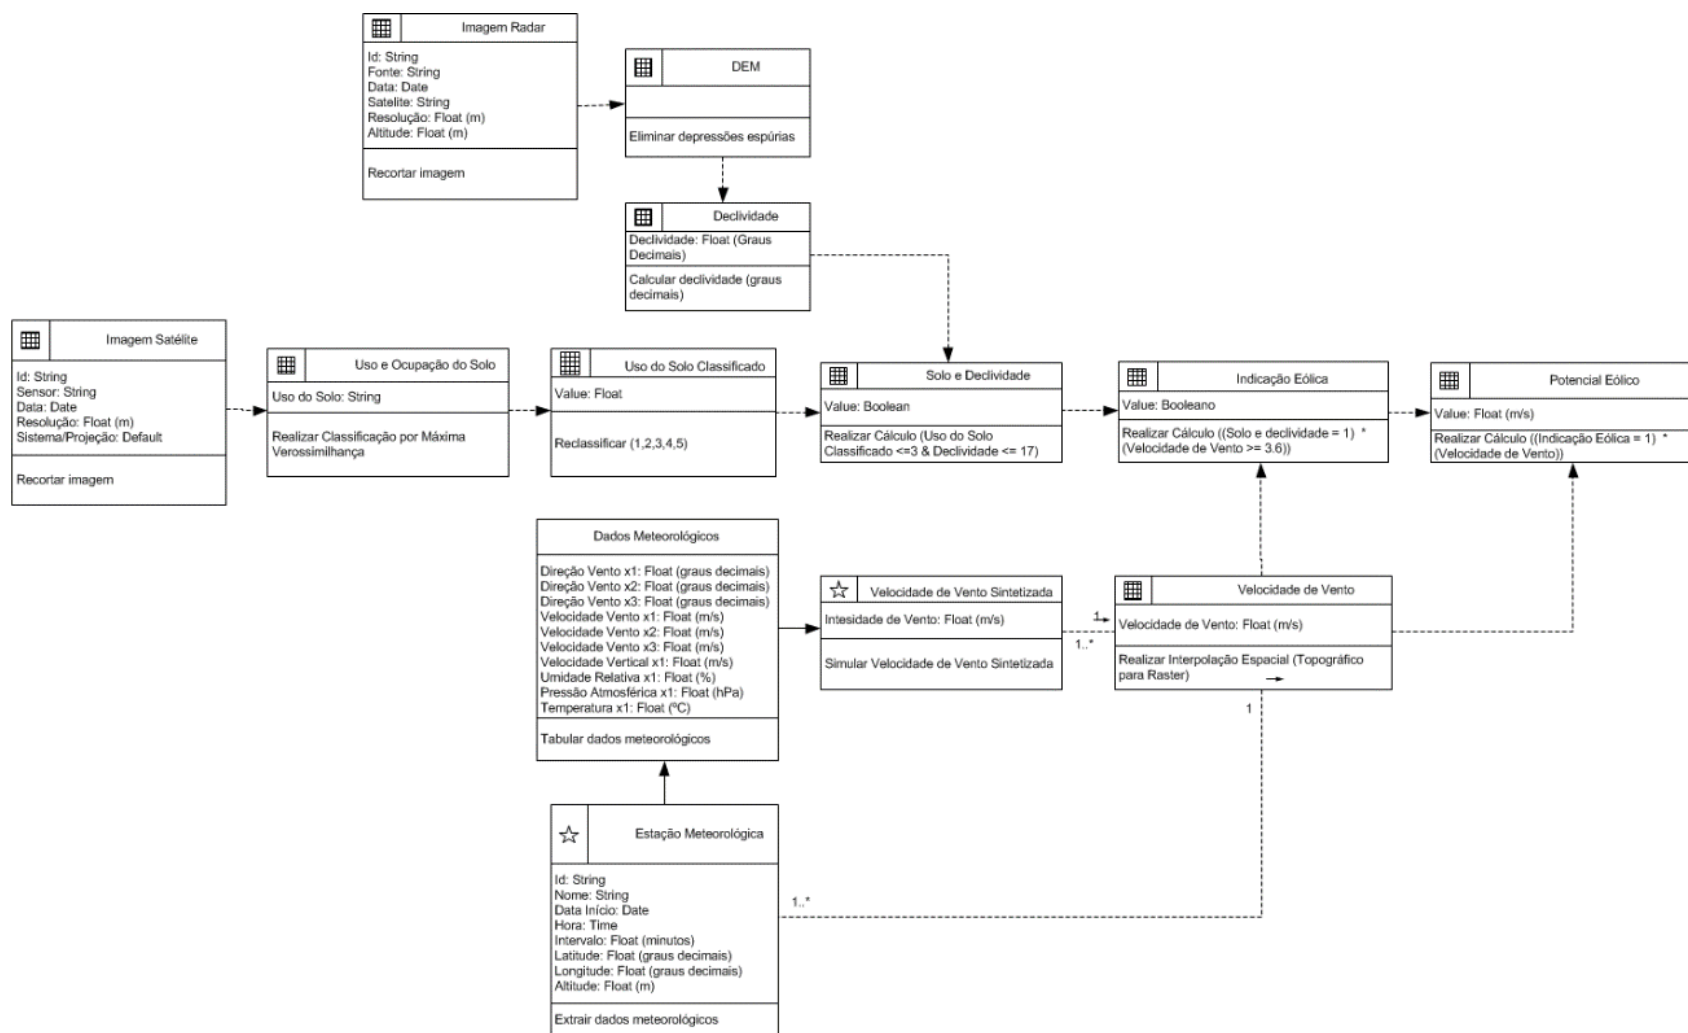 Imagem Radar
Id: String
Fonte: String
Data: Date
Satelite: String
Resolução: Float (m)
Altitude: Float (m)
Recortar imagem
DEM
Eliminar depressões espúrias
Declividade
Declividade: Float (Graus
Decimais)
Calcular declividade (graus
decimais)
Imagem Satélite
Id: String
Sensor: String
Data: Date
Resolução: Float (m)
Sistema/Projeção: Default
Recortar imagem
Uso e Ocupação do Solo
Uso do Solo: String
Realizar Classificação por Máxima
Verossimilhança
Uso do Solo Classificado
Value: Float
Reclassificar (1,2,3,4,5)
Solo e Declividade
Value: Boolean
Realizar Cálculo (Uso do Solo
Classificado <=3 & Declividade <= 17)
Indicação Eólica
Value: Booleano
Realizar Cálculo ((Solo e declividade = 1) *
(Velocidade de Vento >= 3.6))
Potencial Eólico
Value: Float (m/s)
Realizar Cálculo ((Indicação Eólica = 1) *
(Velocidade de Vento))
Dados Meteorológicos
Direção Vento x1: Float (graus decimais)
Direção Vento x2: Float (graus decimais)
Direção Vento x3: Float (graus decimais)
Velocidade Vento x1: Float (m/s)
Velocidade Vento x2: Float (m/s)
Velocidade Vento x3: Float (m/s)
Velocidade Vertical x1: Float (m/s)
Umidade Relativa x1: Float (%)
Pressão Atmosférica x1: Float (hPa)
Temperatura x1: Float (ºC)
Tabular dados meteorológicos
Velocidade de Vento Sintetizada
Intesidade de Vento: Float (m/s)
Simular Velocidade de Vento Sintetizada
1
1..*
Velocidade de Vento
Velocidade de Vento: Float (m/s)
Realizar Interpolação Espacial (Topográfico
para Raster)
1
Estação Meteorológica
Id: String
Nome: String
Data Início: Date
Hora: Time
Intervalo: Float (minutos)
Latitude: Float (graus decimais)
Longitude: Float (graus decimais)
Altitude: Float (m)
Extrair dados meteorológicos
1..*